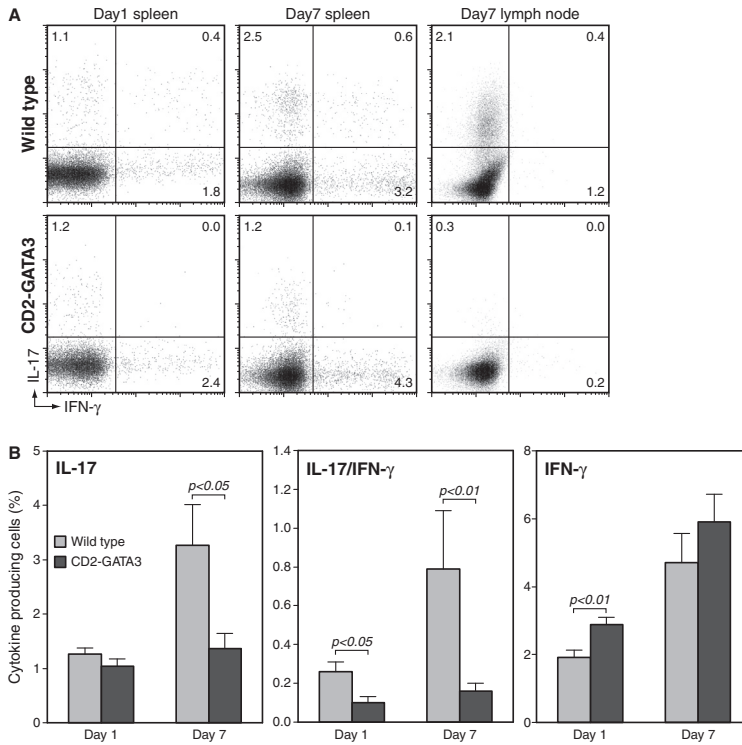 A
Day1 spleen
Day7 spleen
Day7 lymph node
Wild type
1.1
0.4
1.8
2.5
0.6
3.2
2.1
0.4
1.2
CD2-GATA3
1.2
0.0
2.4
1.2
0.1
4.3
0.3
0.0
0.2
IL-17
IFN-γ
B
Cytokine producing cells (%)
IL-17
5
4
3
2
1
0
p<0.05
Wild type
CD2-GATA3
Day 1
Day 7
IL-17/IFN-γ
1.4
1.2
1.0
0.8
0.6
0.4
0.2
0.0
p<0.05
p<0.01
Day 1
Day 7
IFN-γ
8
6
4
2
0
p<0.01
Day 1
Day 7